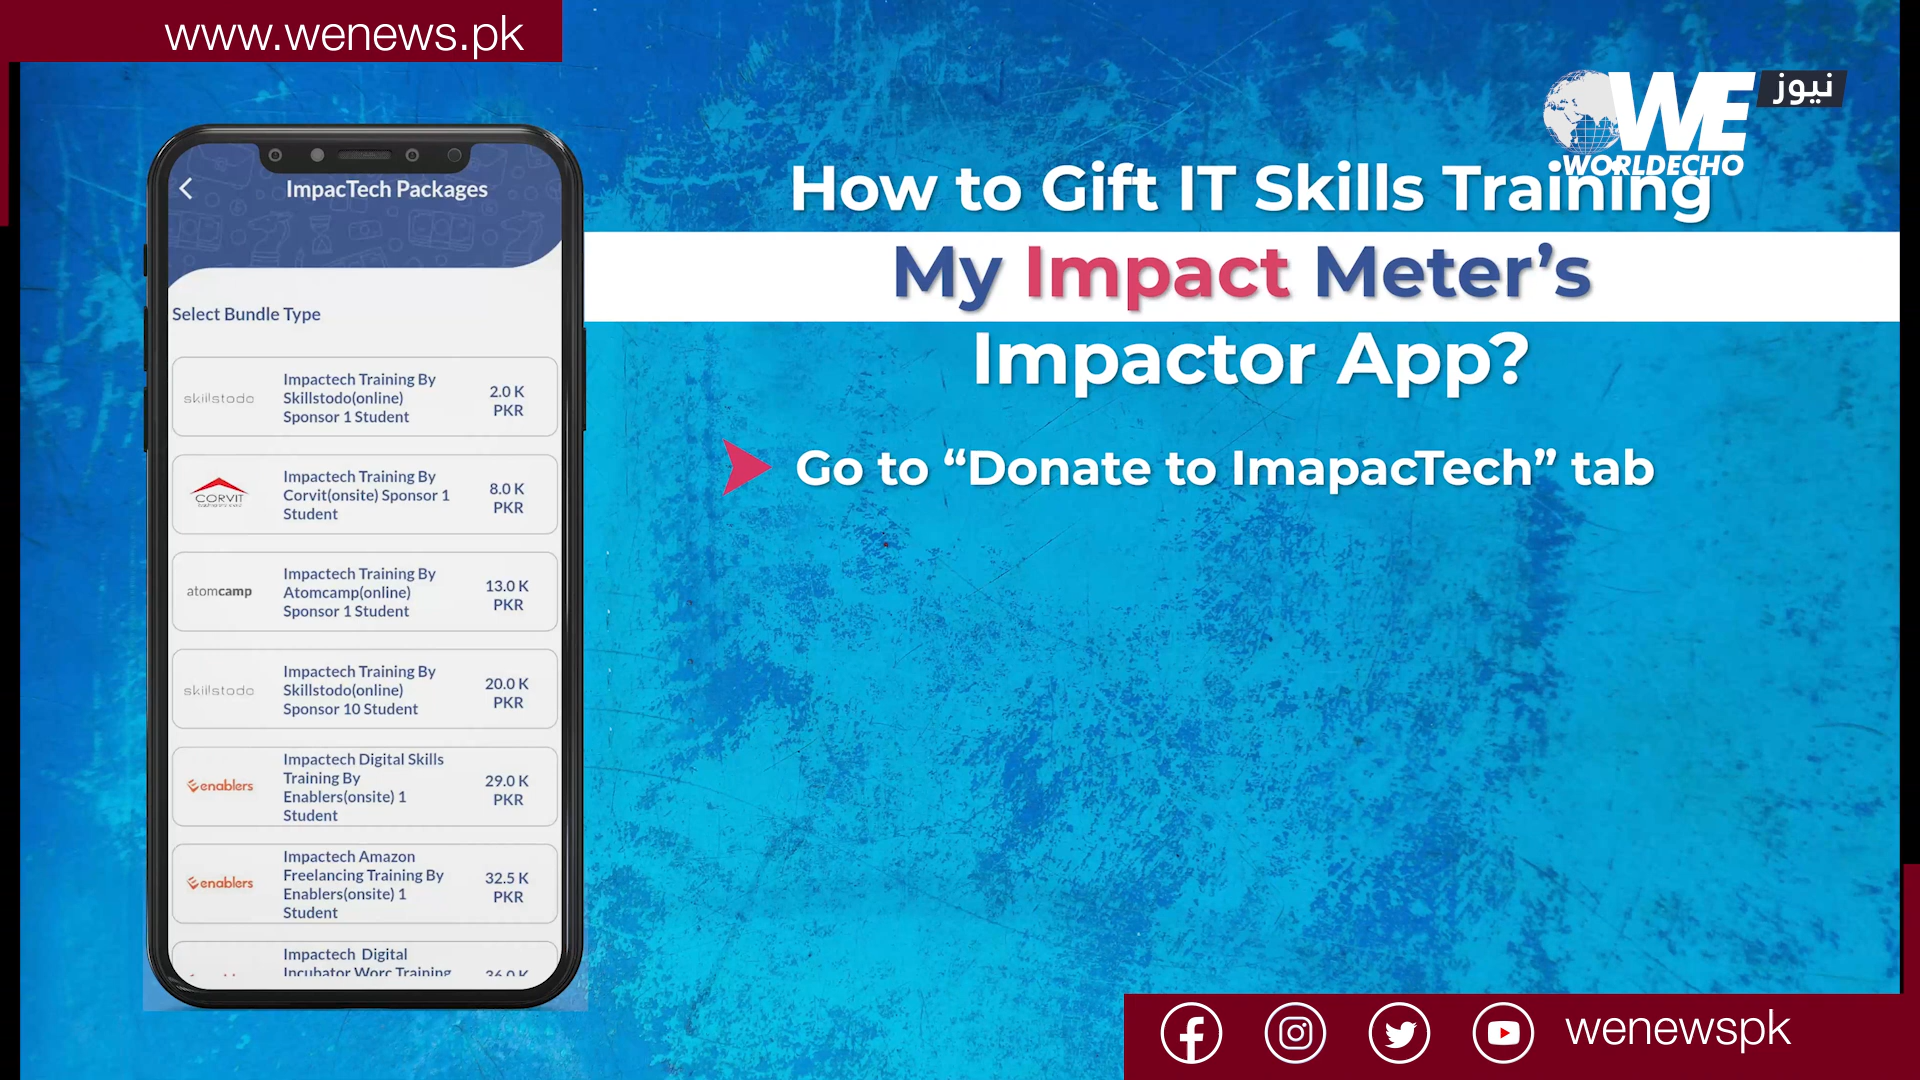 www.wenews.pk
WE نیوز
WORLDECHO
How to Gift IT Skills Training
My Impact Meter’s
Impactor App?
Go to “Donate to ImapacTech” tab
ImpacTech Packages
Select Bundle Type
skillstodo
Impactech Training By
Skillstodo(online)
Sponsor 1 Student
2.0 K
PKR
CORVIT
Impactech Training By
Corvit(onsite) Sponsor 1
Student
8.0 K
PKR
atomcamp
Impactech Training By
Atomcamp(online)
Sponsor 1 Student
13.0 K
PKR
skillstodo
Impactech Training By
Skillstodo(online)
Sponsor 10 Student
20.0 K
PKR
enablers
Impactech Digital Skills
Training By
Enablers(onsite) 1
Student
29.0 K
PKR
enablers
Impactech Amazon
Freelancing Training By
Enablers(onsite) 1
Student
32.5 K
PKR
Impactech Digital
Incubator Worc Training
36.0 K
wenewspk